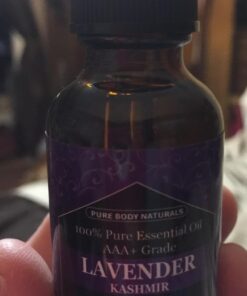 PURE BODY NATURALS
100% Pure Essential Oil
AAA+ Grade
LAVENDER
KASHMIR